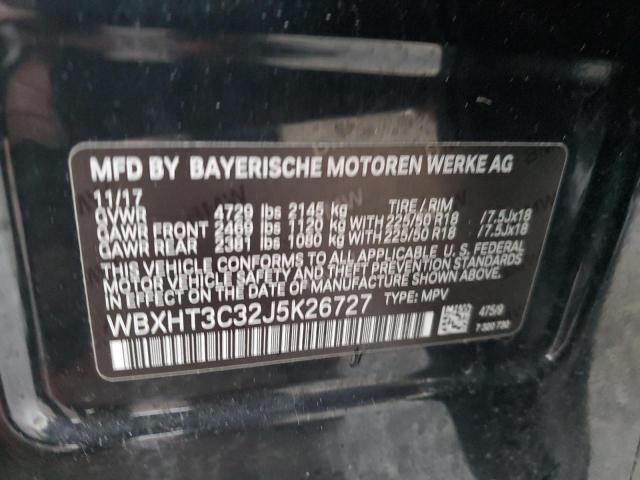 MFD BY BAYERISCHE MOTOREN WERKE AG
11/17 TIRE / RIM
GVWR 4729 lbs 2145 kg
GAWR FRONT 2469 lbs 1120 kg WITH 225/50 R18 /7.5Jx18
GAWR REAR 2381 lbs 1080 kg WITH 225/50 R18 /7.5Jx18
THIS VEHICLE CONFORMS TO ALL APPLICABLE U.S. FEDERAL
MOTOR VEHICLE SAFETY AND THEFT PREVENTION STANDARDS
IN EFFECT ON THE DATE OF MANUFACTURE SHOWN ABOVE.
WBXHT3C32J5K26727 TYPE: MPV
475/9